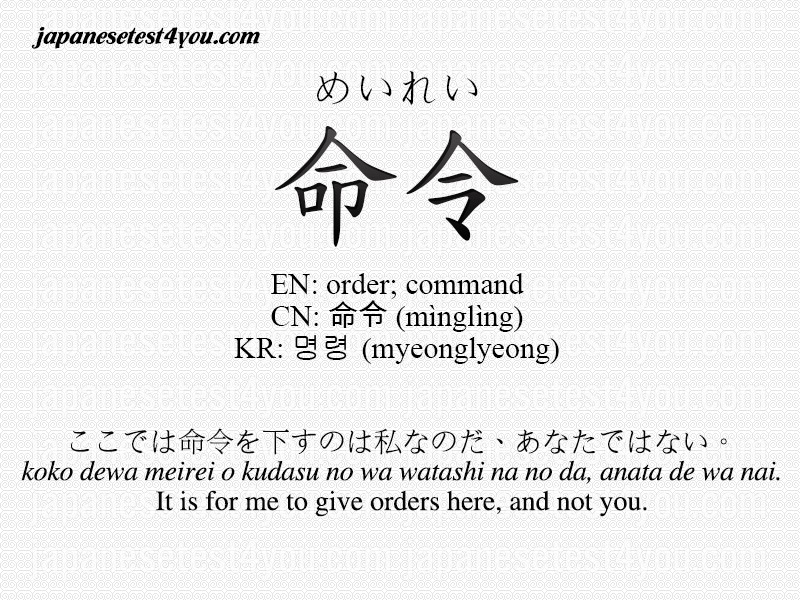 japanesetest4you.com
めいれい
命令
EN: order; command
CN: 命令 (mìnglìng)
KR: 명령 (myeonglyeong)
ここでは命令を下すのは私なのだ、あなたではない。
koko dewa meirei o kudasu no wa watashi na no da, anata de wa nai.
It is for me to give orders here, and not you.